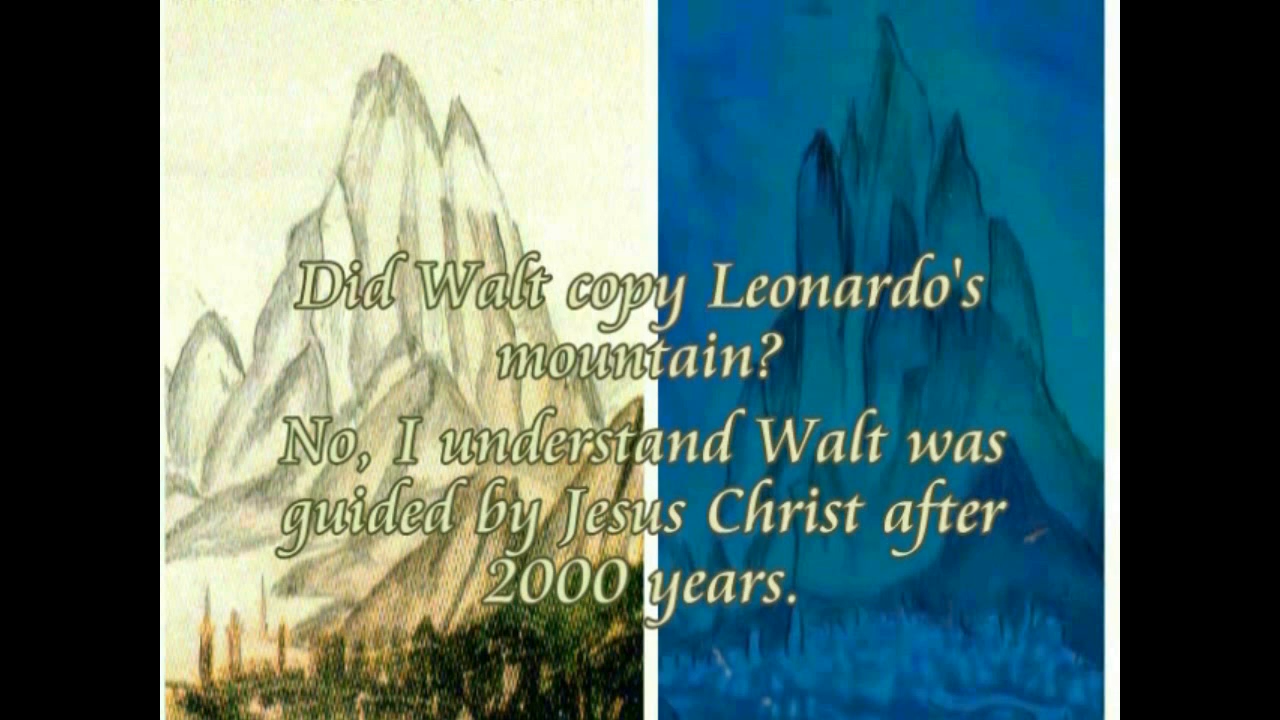 Did Walt copy Leonardo's
mountain?
No, I understand Walt was
guided by Jesus Christ after
2000 years.